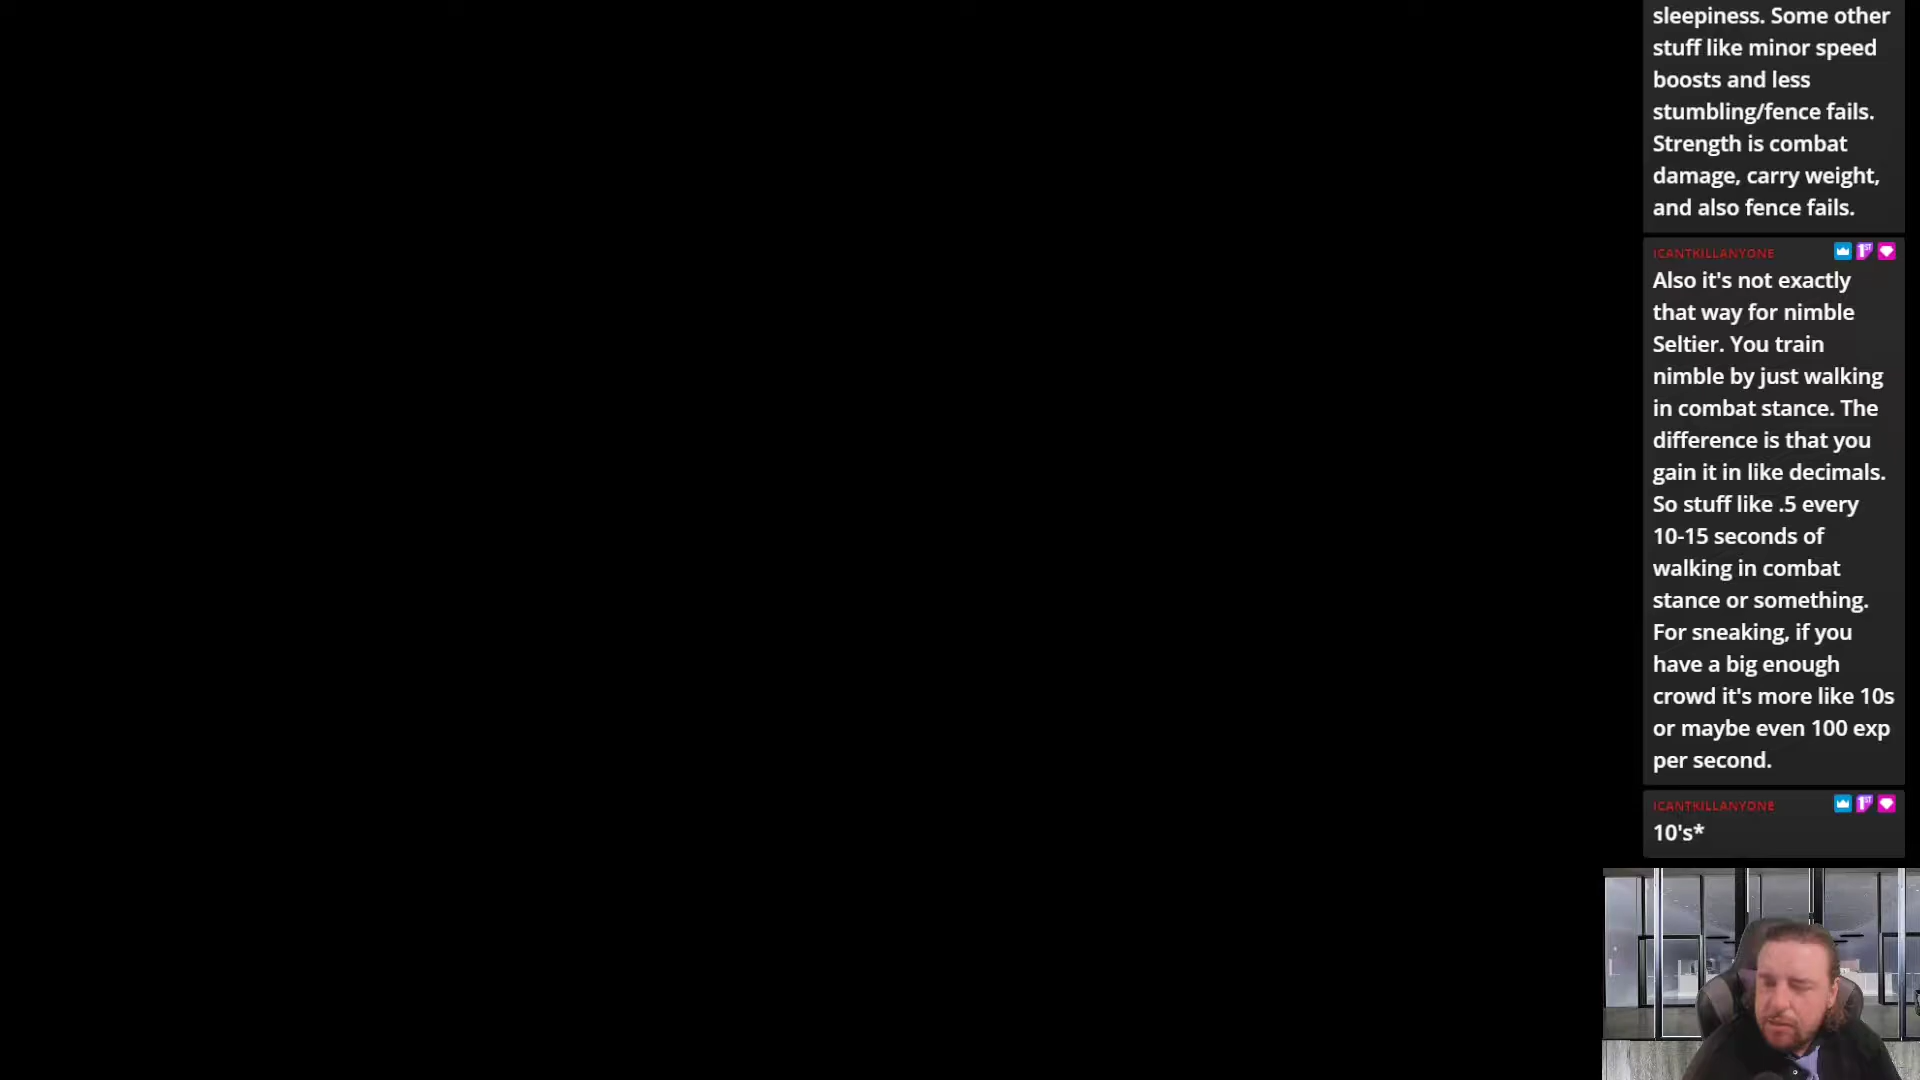 sleepiness. Some other
stuff like minor speed
boosts and less
stumbling/fence fails.
Strength is combat
damage, carry weight,
and also fence fails.
ICANTKILLANYONE
1ST
Also it's not exactly
that way for nimble
Seltier. You train
nimble by just walking
in combat stance. The
difference is that you
gain it in like decimals.
So stuff like .5 every
10-15 seconds of
walking in combat
stance or something.
For sneaking, if you
have a big enough
crowd it's more like 10s
or maybe even 100 exp
per second.
ICANTKILLANYONE
1ST
10's*